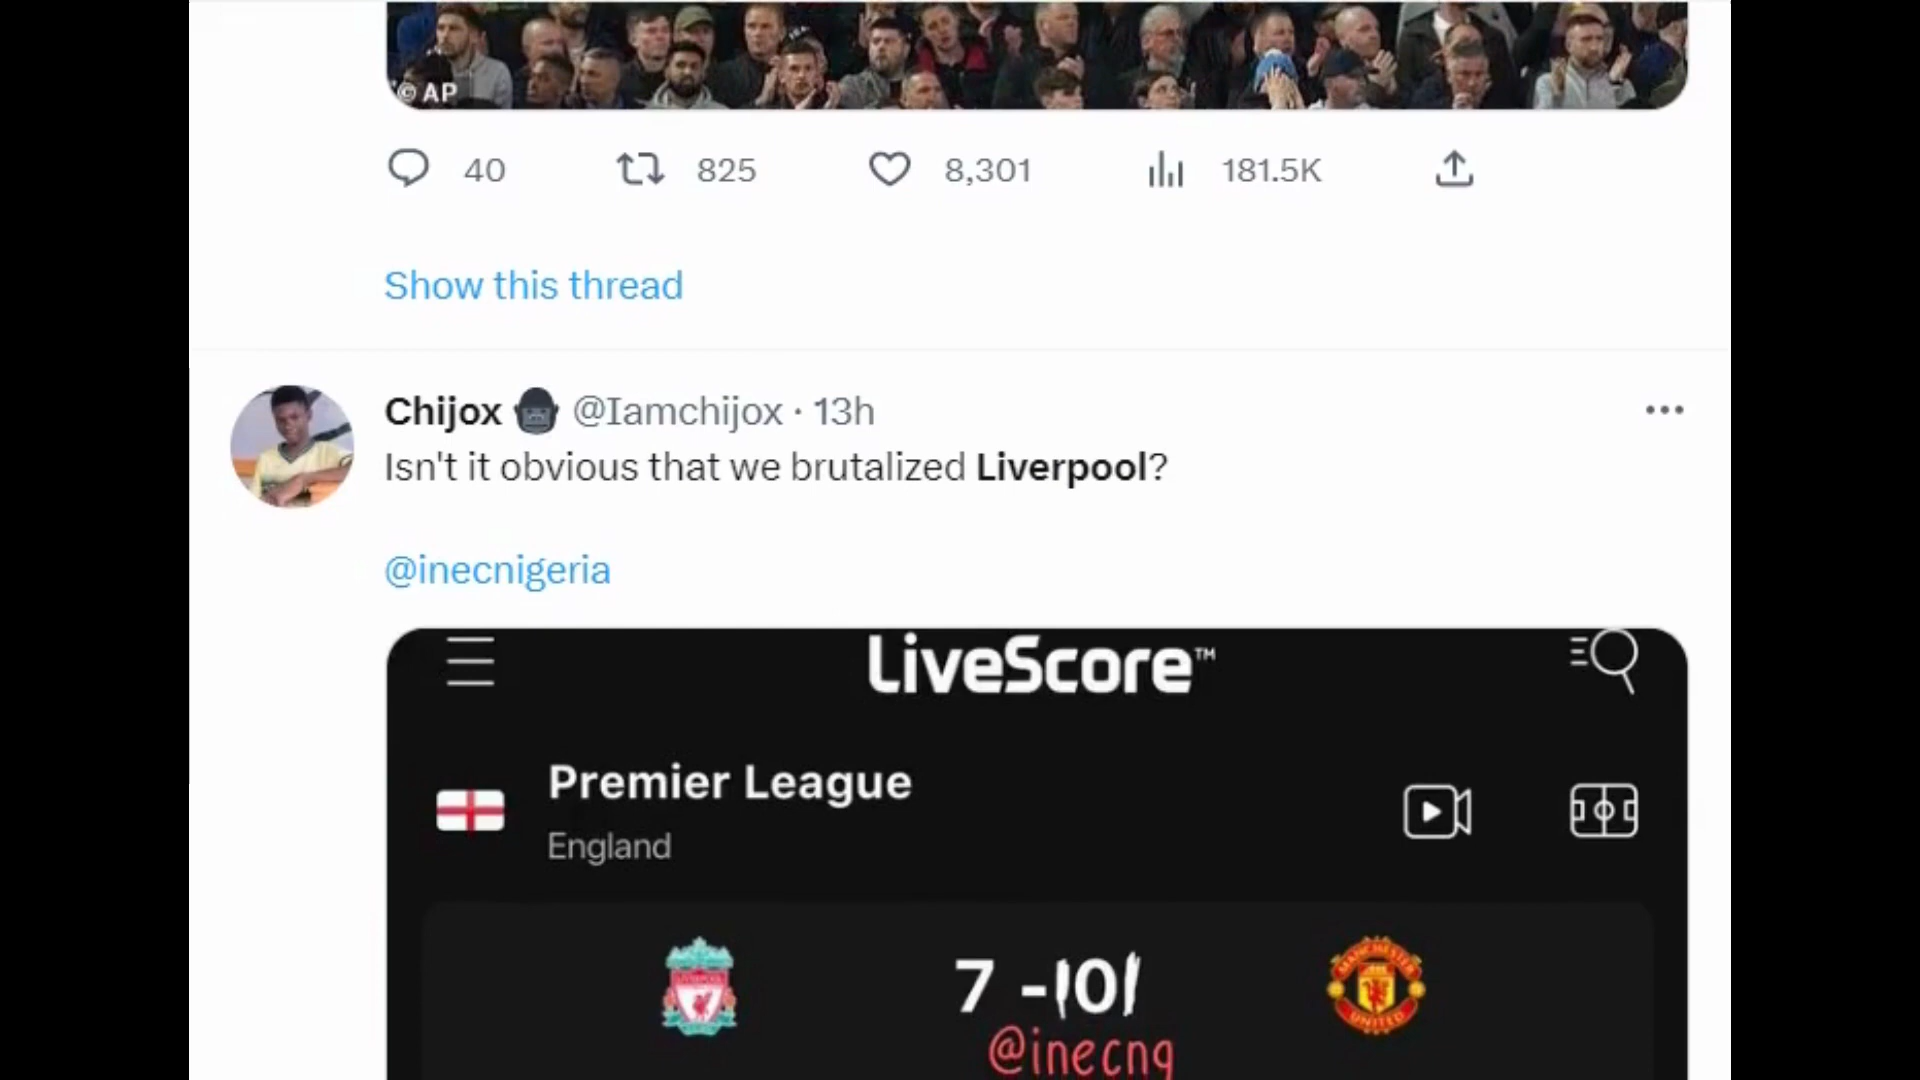 © AP
40 825 8,301 181.5K
Show this thread
Chijox @Iamchijox · 13h
Isn't it obvious that we brutalized Liverpool?
@inecnigeria
LiveScore™
Premier League
England
7 -101
@inecng